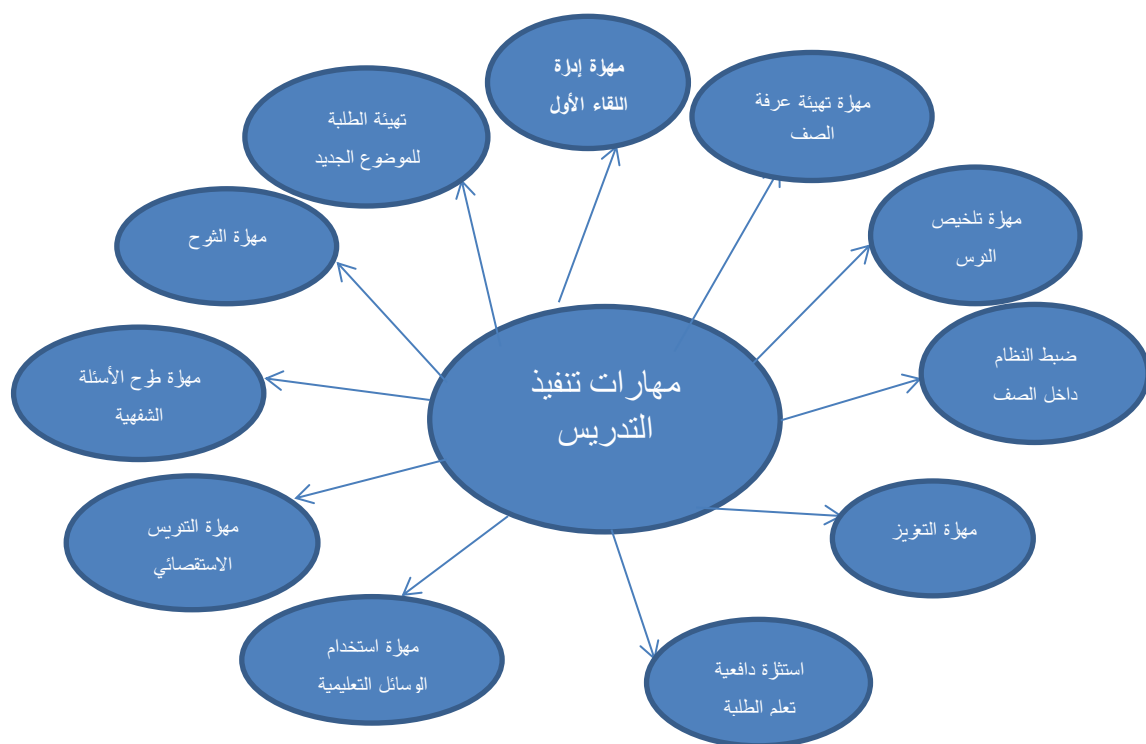 مهارة إدارة
اللقاء الأول
مهارة تهيئة عرفة
الصف
تهيئة الطلبة
للموضوع الجديد
مهارة تلخيص
الدرس
مهارة الشرح
ضبط النظام
داخل الصف
مهارة طرح الأسئلة
الشفهية
مهارات تنفيذ
التدريس
مهارة التدريس
الاستقصائي
مهارة التعزيز
مهارة استخدام
الوسائل التعليمية
استثارة دافعية
تعلم الطلبة